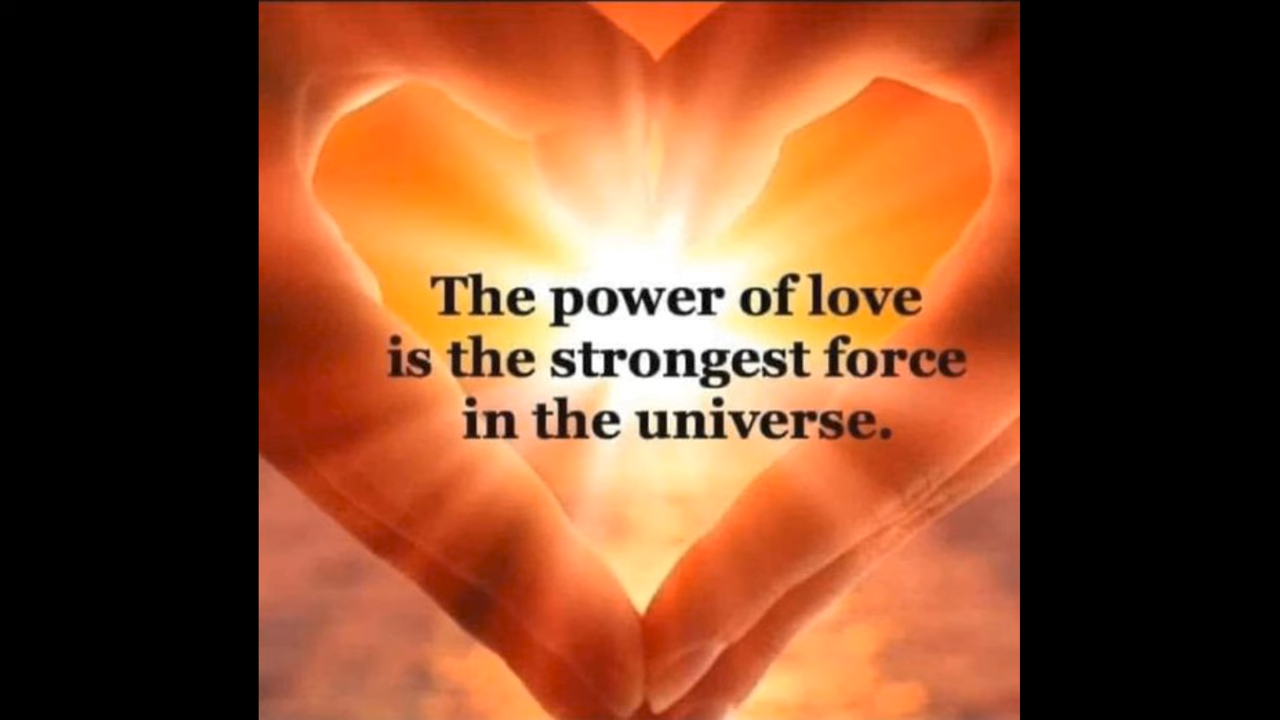 The power of love
is the strongest force
in the universe.